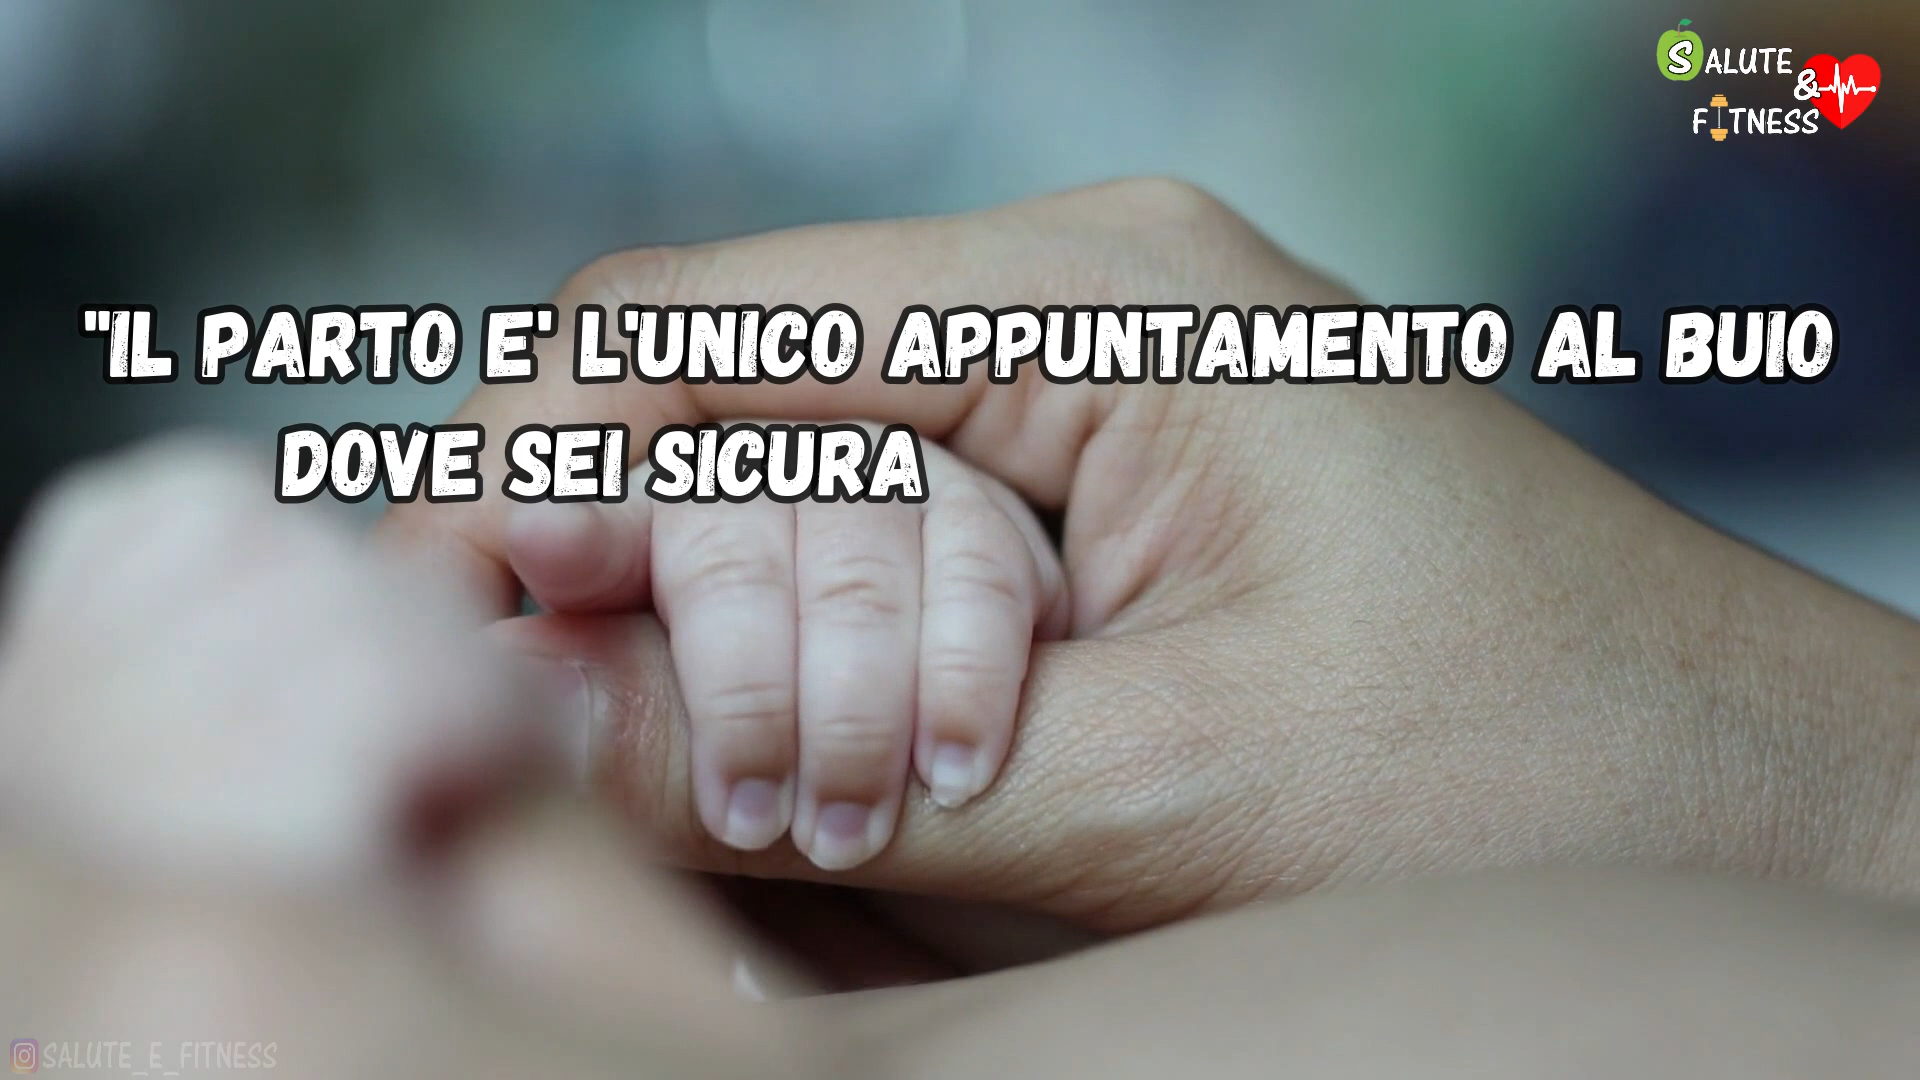 SALUTE
&
FITNESS
"IL PARTO E' L'UNICO APPUNTAMENTO AL BUIO
DOVE SEI SICURA
SALUTE_E_FITNESS